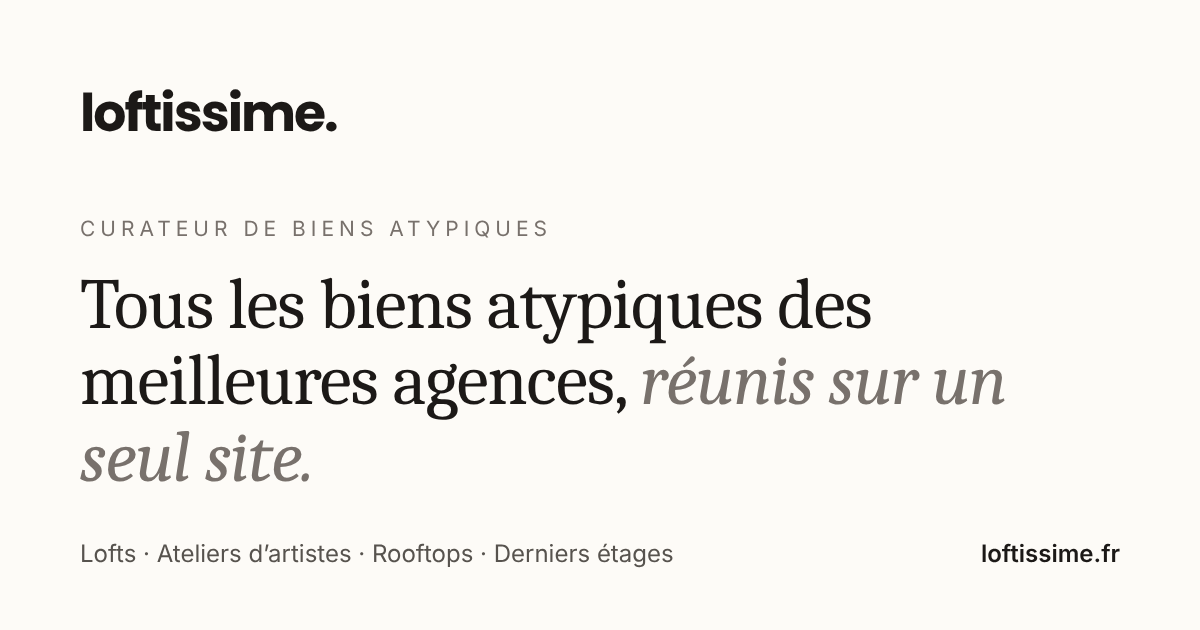 loftissime.
CURATEUR DE BIENS ATYPIQUES
Tous les biens atypiques des
meilleures agences, réunis sur un
seul site.
Lofts · Ateliers d’artistes · Rooftops · Derniers étages
loftissime.fr